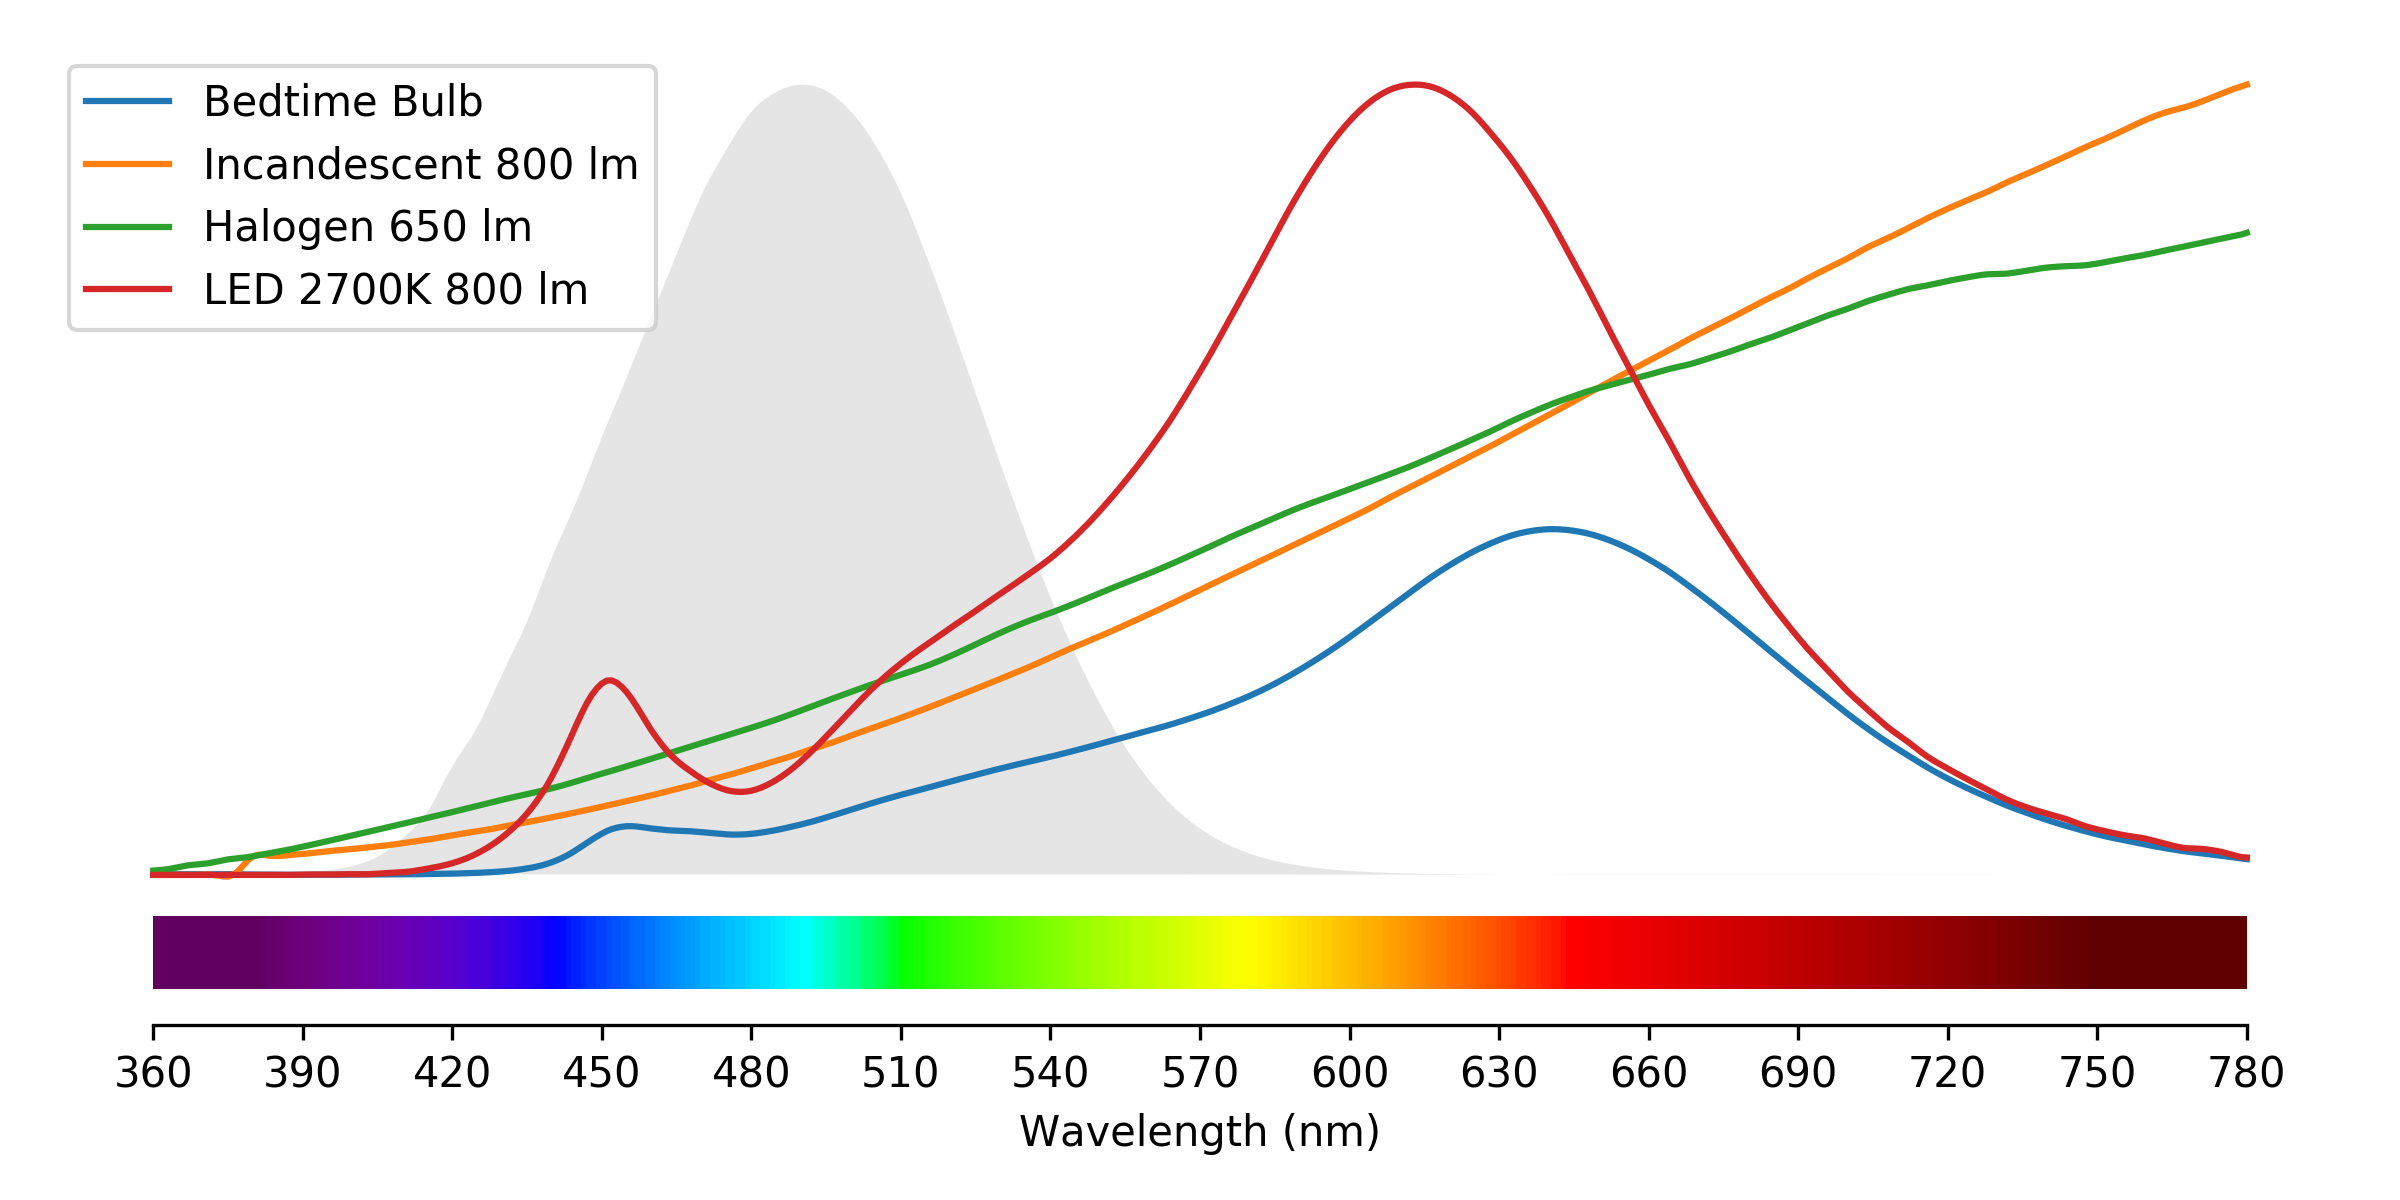 Bedtime Bulb
Incandescent 800 lm
Halogen 650 lm
LED 2700K 800 lm
360 390 420 450 480 510 540 570 600 630 660 690 720 750 780
Wavelength (nm)